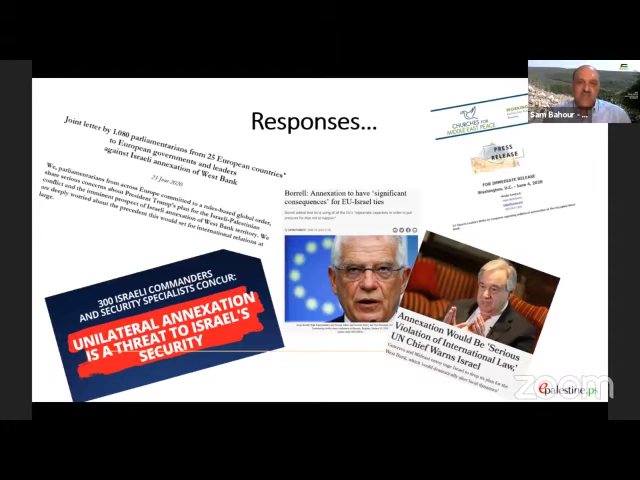 Responses...
Joint letter by 1.080 parliamentarians from 25 European countries*
to European governments and leaders
against Israeli annexation of West Bank
23 June 2020
We, parliamentarians from across Europe committed to a rules-based global order,
share serious concerns about President Trump's plan for the Israeli-Palestinian
conflict and the imminent prospect of Israeli annexation of West Bank territory. We
are deeply worried about the precedent this would set for international relations at
large.
CHURCHES FOR
MIDDLE EAST PEACE
PRESS
RELEASE
FOR IMMEDIATE RELEASE
Washington, D.C. - June 4, 2020
Borrell: Annexation to have 'significant
consequences' for EU-Israel ties
300 ISRAELI COMMANDERS
AND SECURITY SPECIALISTS CONCUR:
UNILATERAL ANNEXATION
IS A THREAT TO ISRAEL'S
SECURITY
Annexation Would Be 'Serious
Violation of International Law,'
UN Chief Warns Israel
Sam Bahour - ...
zoom
epalestine.ps